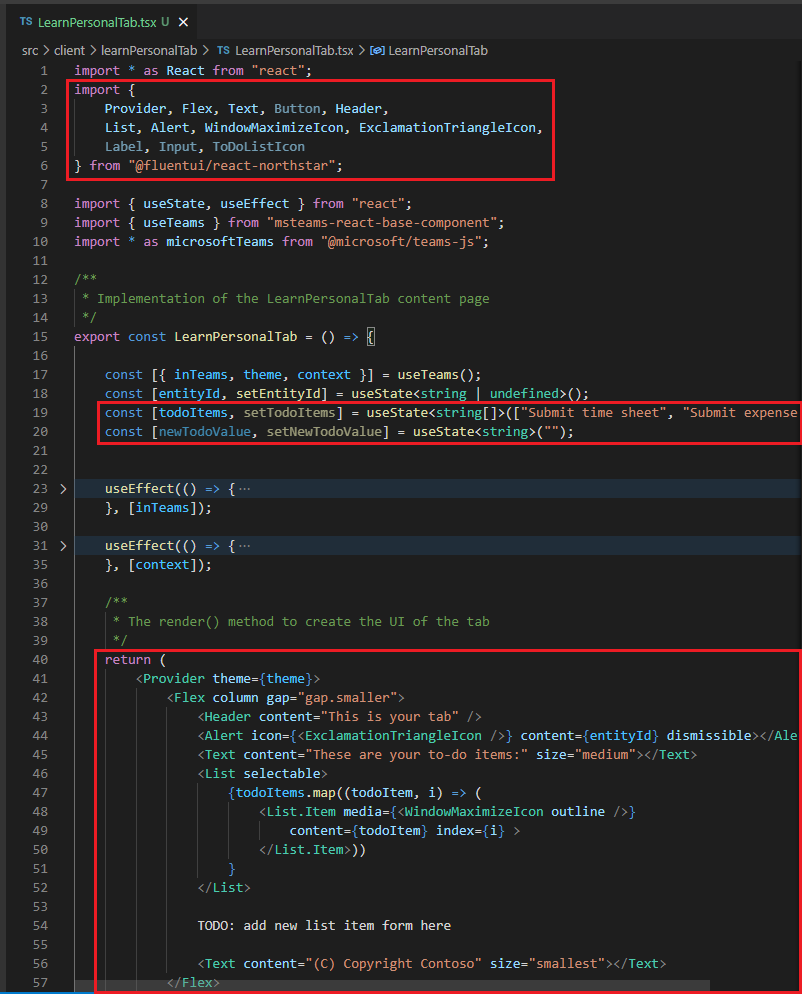 TS LearnPersonalTab.tsx U ×
src > client > learnPersonalTab > TS LearnPersonalTab.tsx > LearnPersonalTab
1 import * as React from "react";
2 import {
3     Provider, Flex, Text, Button, Header,
4     List, Alert, WindowMaximizeIcon, ExclamationTriangleIcon,
5     Label, Input, ToDoListIcon
6 } from "@fluentui/react-northstar";
7
8 import { useState, useEffect } from "react";
9 import { useTeams } from "msteams-react-base-component";
10 import * as microsoftTeams from "@microsoft/teams-js";
11
12 /**
13  * Implementation of the LearnPersonalTab content page
14  */
15 export const LearnPersonalTab = () => {
16
17     const [{ inTeams, theme, context }] = useTeams();
18     const [entityId, setEntityId] = useState<string | undefined>();
19     const [todoItems, setTodoItems] = useState<string[]>(["Submit time sheet", "Submit expense
20     const [newTodoValue, setNewTodoValue] = useState<string>("");
21
22
23 >     useEffect(() => { ···
29     }, [inTeams]);
30
31 >     useEffect(() => { ···
35     }, [context]);
36
37     /**
38      * The render() method to create the UI of the tab
39      */
40     return (
41         <Provider theme={theme}>
42             <Flex column gap="gap.smaller">
43                 <Header content="This is your tab" />
44                 <Alert icon={<ExclamationTriangleIcon />} content={entityId} dismissible></Ale
45                 <Text content="These are your to-do items:" size="medium"></Text>
46                 <List selectable>
47                     {todoItems.map((todoItem, i) => (
48                         <List.Item media={<WindowMaximizeIcon outline />}
49                             content={todoItem} index={i} >
50                         </List.Item>))
51                     }
52                 </List>
53
54                 TODO: add new list item form here
55
56                 <Text content="(C) Copyright Contoso" size="smallest"></Text>
57             </Flex>